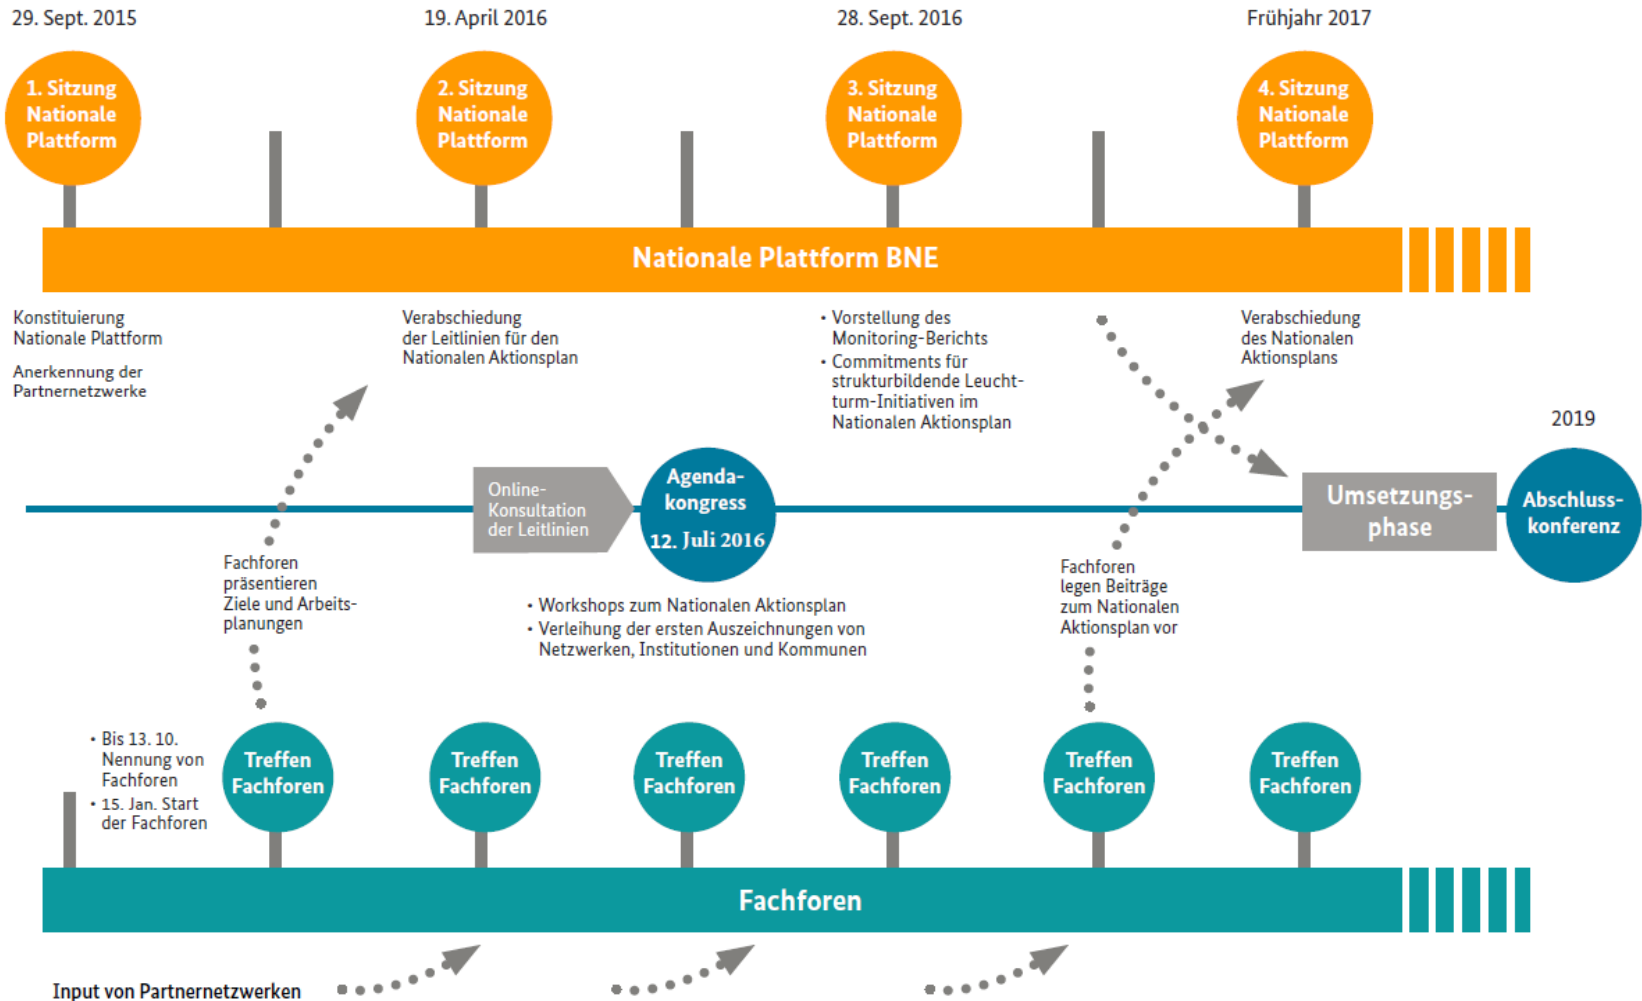 29. Sept. 2015
19. April 2016
28. Sept. 2016
Frühjahr 2017
1. Sitzung
Nationale
Plattform
2. Sitzung
Nationale
Plattform
3. Sitzung
Nationale
Plattform
4. Sitzung
Nationale
Plattform
Nationale Plattform BNE
Konstituierung
Nationale Plattform
Anerkennung der
Partnernetzwerke
Verabschiedung
der Leitlinien für den
Nationalen Aktionsplan
• Vorstellung des
Monitoring-Berichts
• Commitments für
strukturbildende Leucht-
turm-Initiativen im
Nationalen Aktionsplan
Verabschiedung
des Nationalen
Aktionsplans
2019
Online-
Konsultation
der Leitlinien
Agenda-
kongress
12. Juli 2016
Umsetzungs-
phase
Abschluss-
konferenz
Fachforen
präsentieren
Ziele und Arbeits-
planungen
• Workshops zum Nationalen Aktionsplan
• Verleihung der ersten Auszeichnungen von
Netzwerken, Institutionen und Kommunen
Fachforen
legen Beiträge
zum Nationalen
Aktionsplan vor
• Bis 13. 10.
Nennung von
Fachforen
• 15. Jan. Start
der Fachforen
Treffen
Fachforen
Treffen
Fachforen
Treffen
Fachforen
Treffen
Fachforen
Treffen
Fachforen
Treffen
Fachforen
Fachforen
Input von Partnernetzwerken